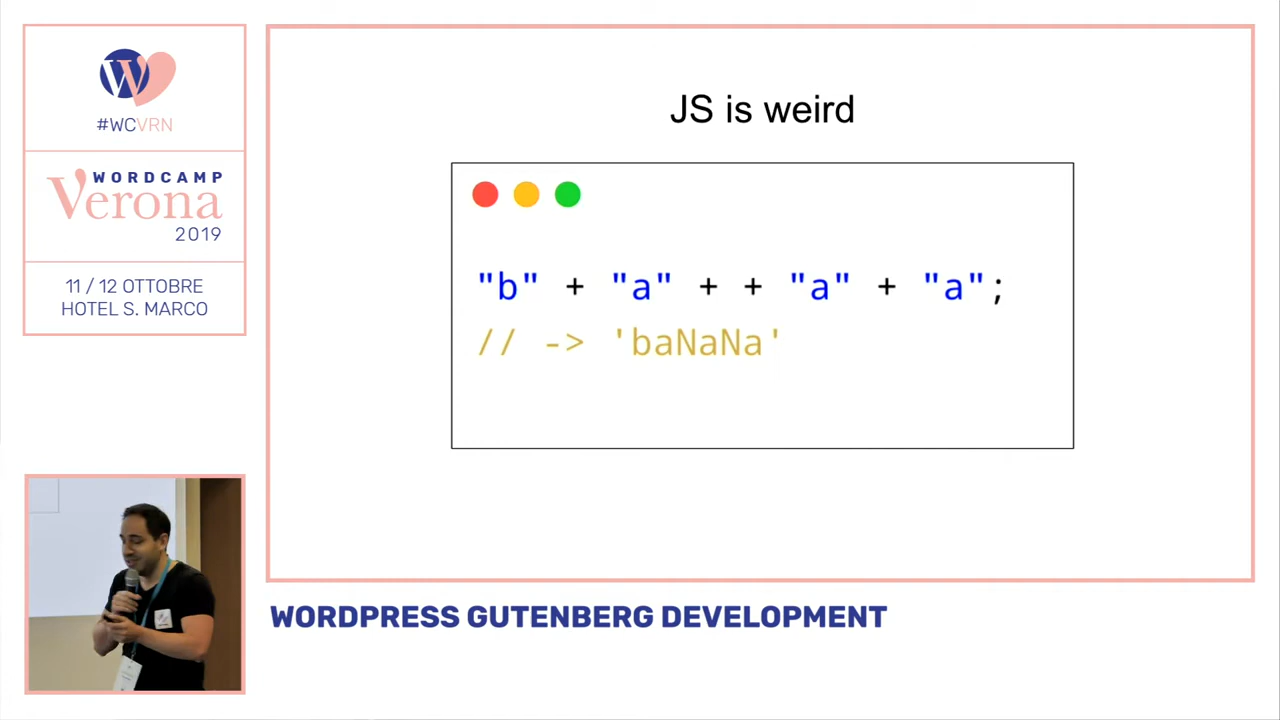 #WCVRN
WORDCAMP
Verona
2019
11 / 12 OTTOBRE
HOTEL S. MARCO
JS is weird
"b" + "a" + + "a" + "a";
// -> 'baNaNa'
WORDPRESS GUTENBERG DEVELOPMENT